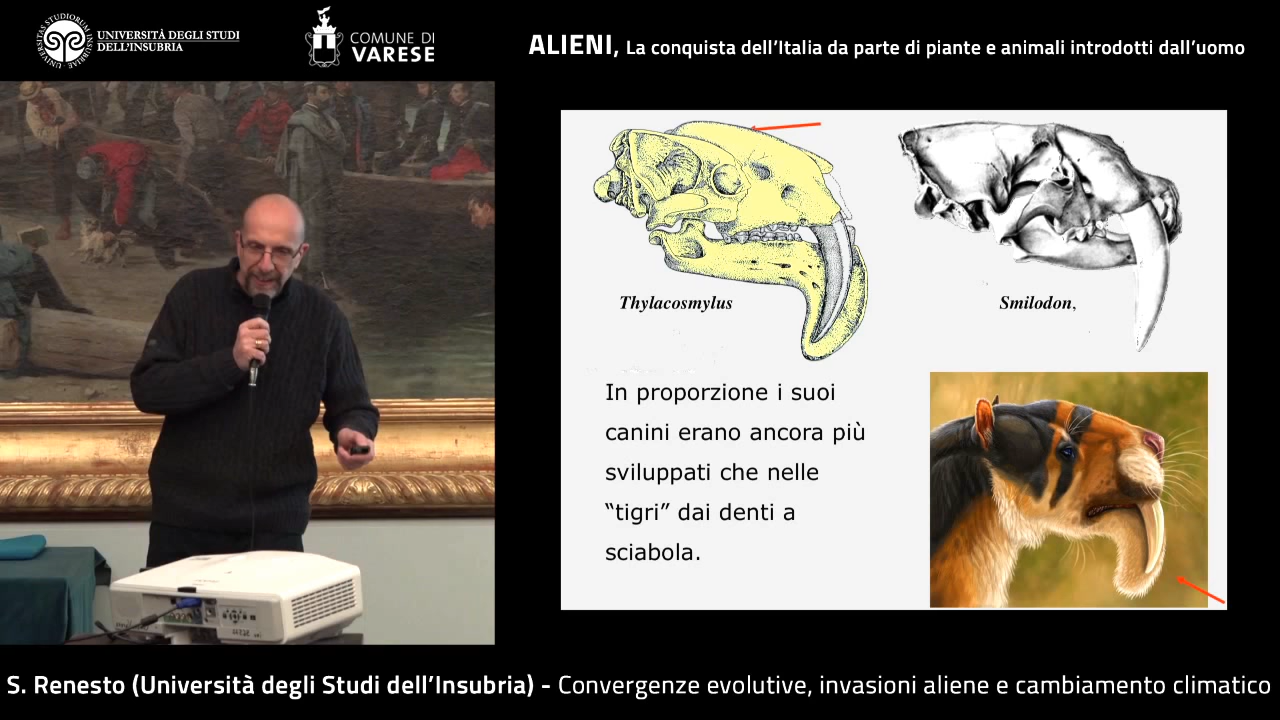 UNIVERSITÀ DEGLI STUDI
DELL'INSUBRIA
COMUNE DI
VARESE
ALIENI, La conquista dell'Italia da parte di piante e animali introdotti dall'uomo
Thylacosmylus
Smilodon,
In proporzione i suoi
canini erano ancora più
sviluppati che nelle
“tigri” dai denti a
sciabola.
S. Renesto (Università degli Studi dell'Insubria) - Convergenze evolutive, invasioni aliene e cambiamento climatico